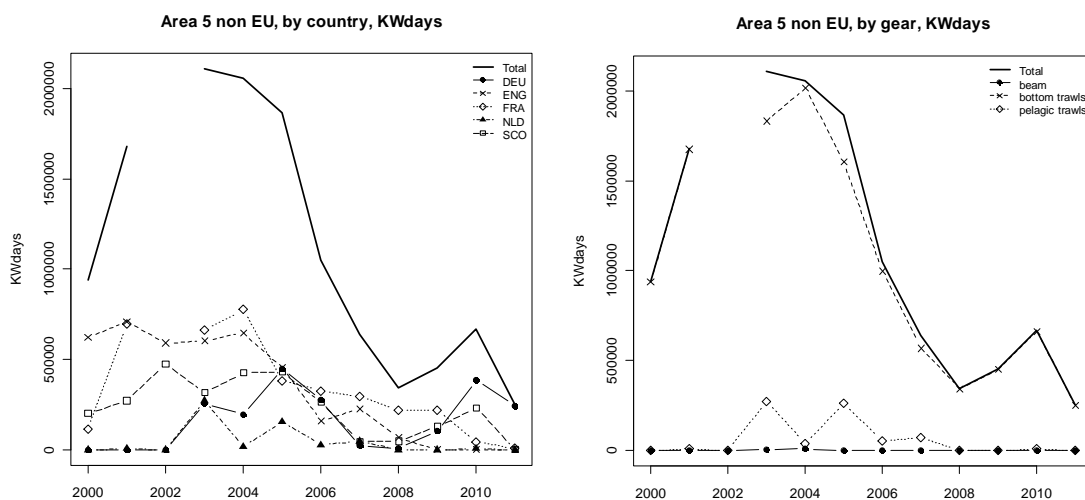 Area 5 non EU, by country, KWdays
Total
DEU
ENG
FRA
NLD
SCO
KWdays
0
500000
1000000
1500000
2000000
2000 2002 2004 2006 2008 2010
Area 5 non EU, by gear, KWdays
Total
beam
bottom trawls
pelagic trawls
KWdays
0
500000
1000000
1500000
2000000
2000 2002 2004 2006 2008 2010